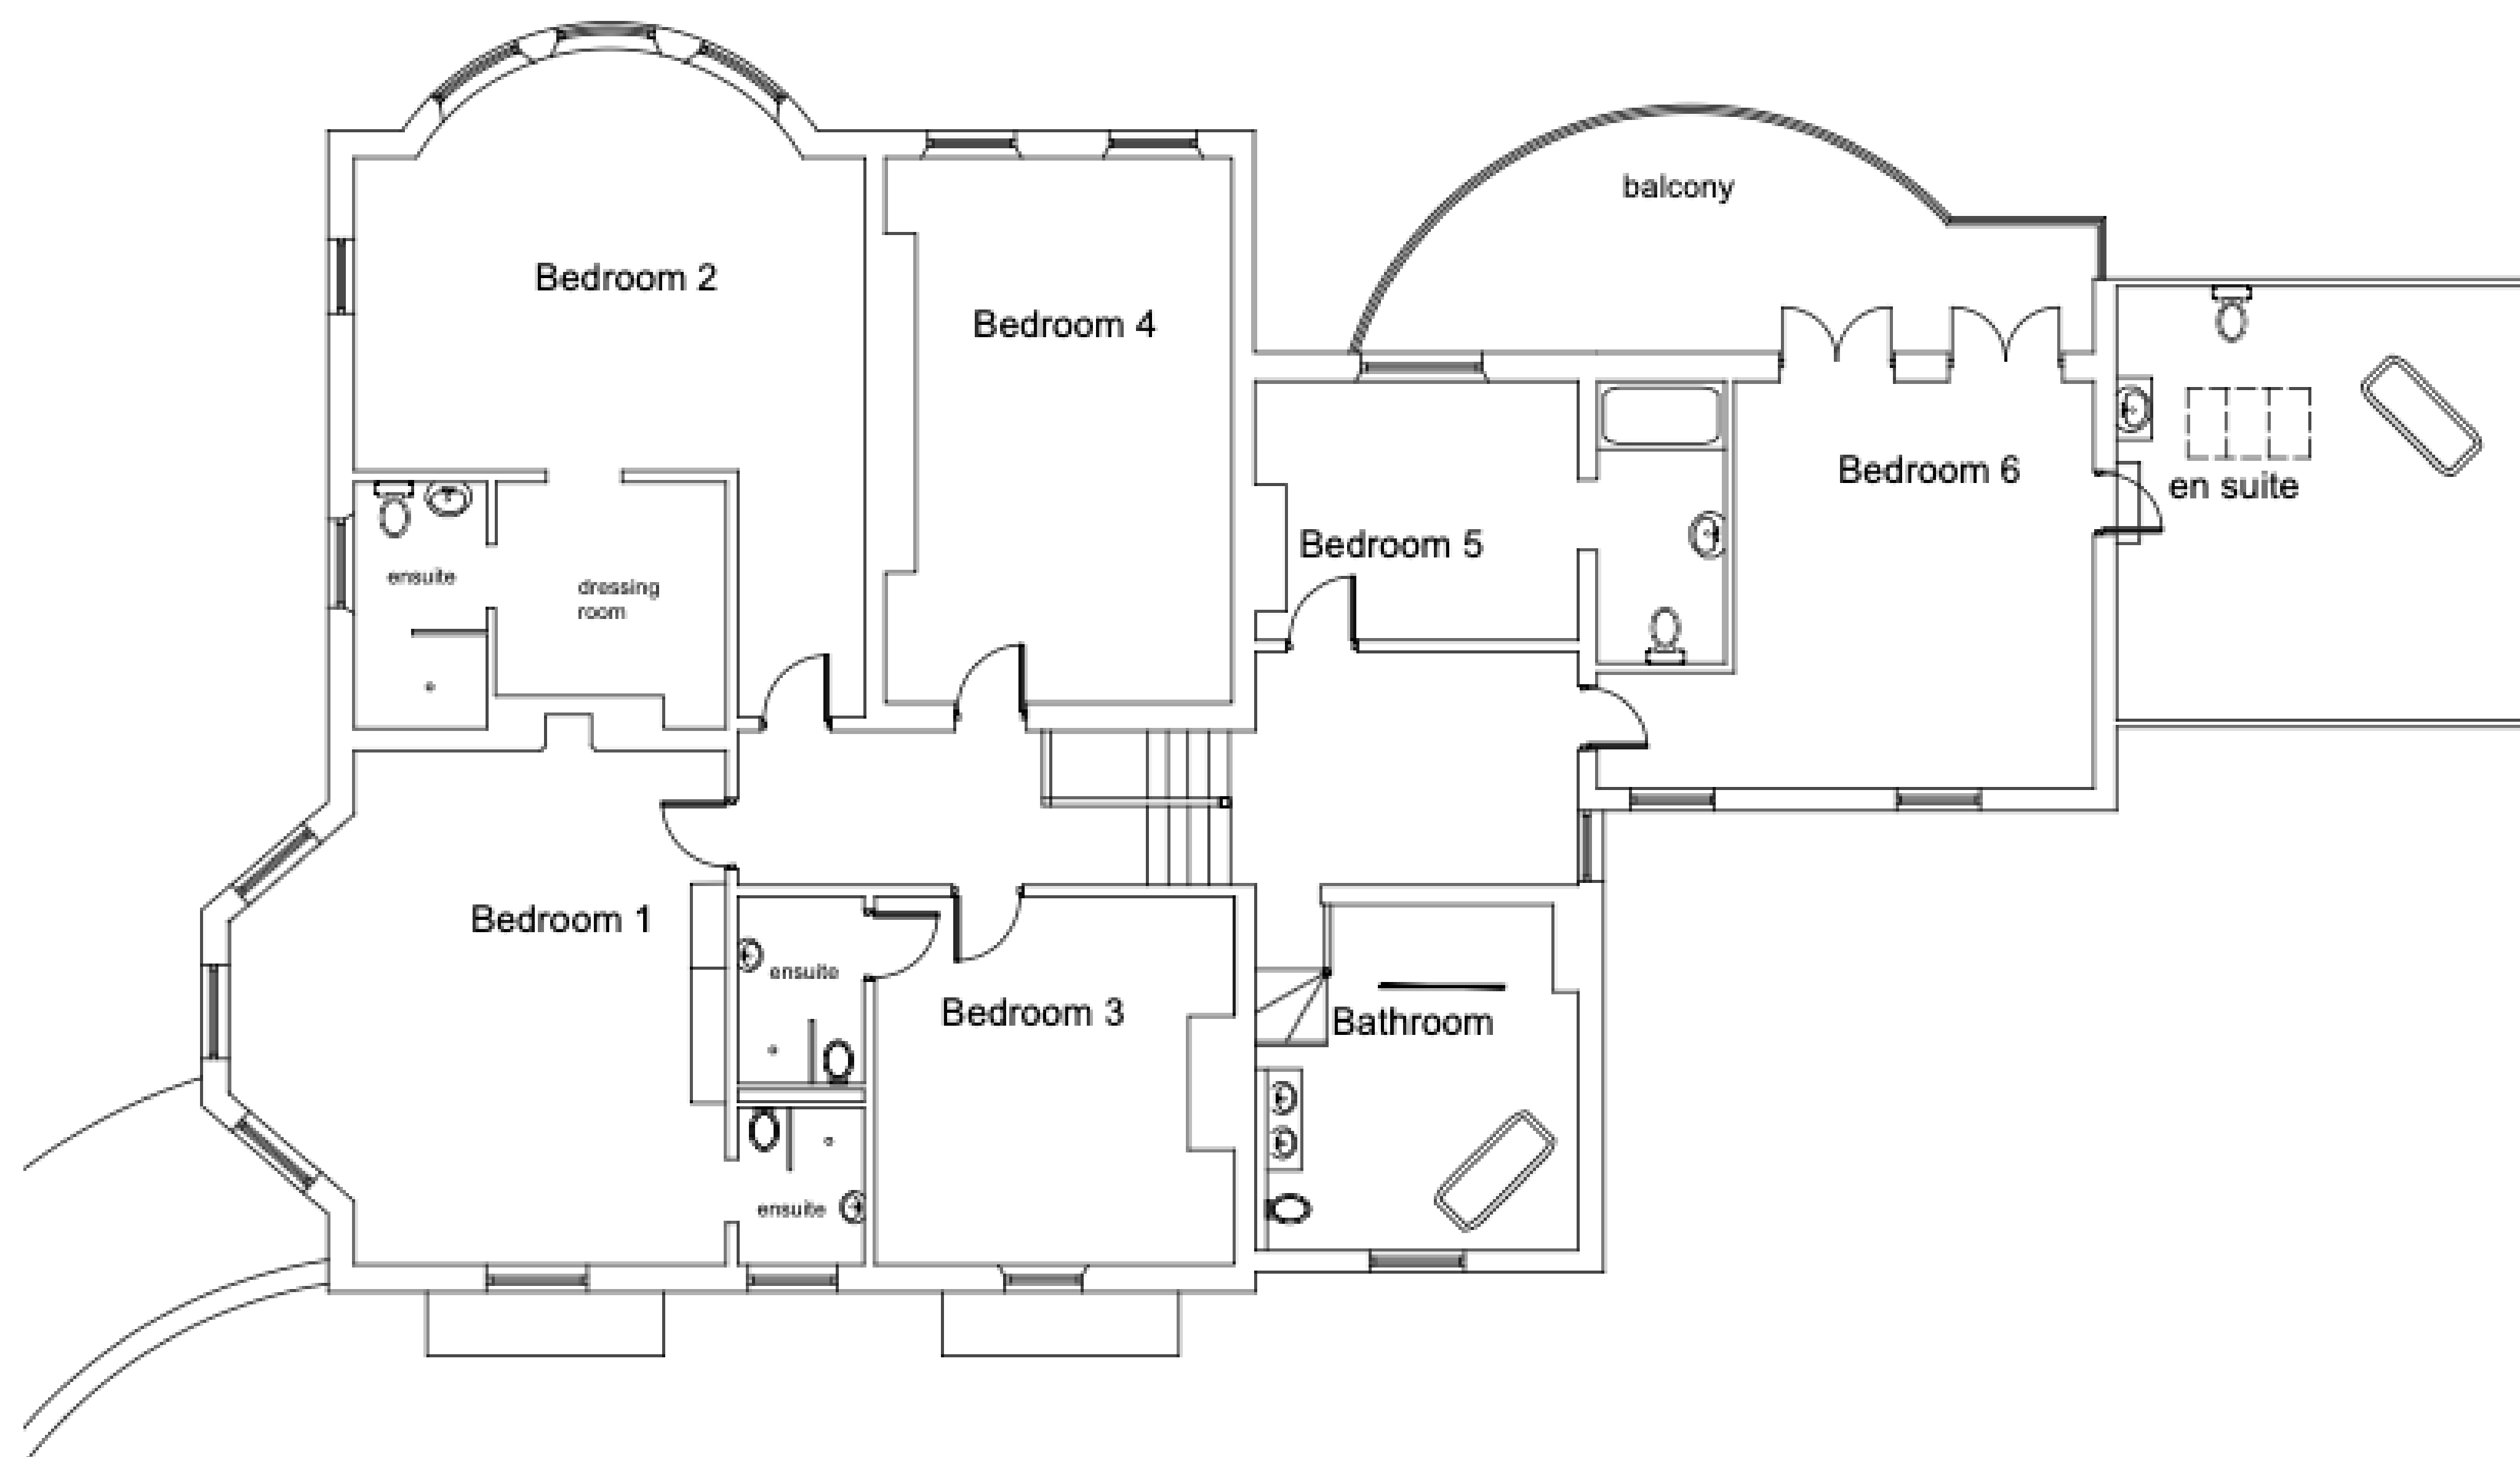 balcony
Bedroom 2
Bedroom 4
Bedroom 6
en suite
Bedroom 5
ensuite
dressing
room
Bedroom 1
ensuite
Bedroom 3
Bathroom
ensuite